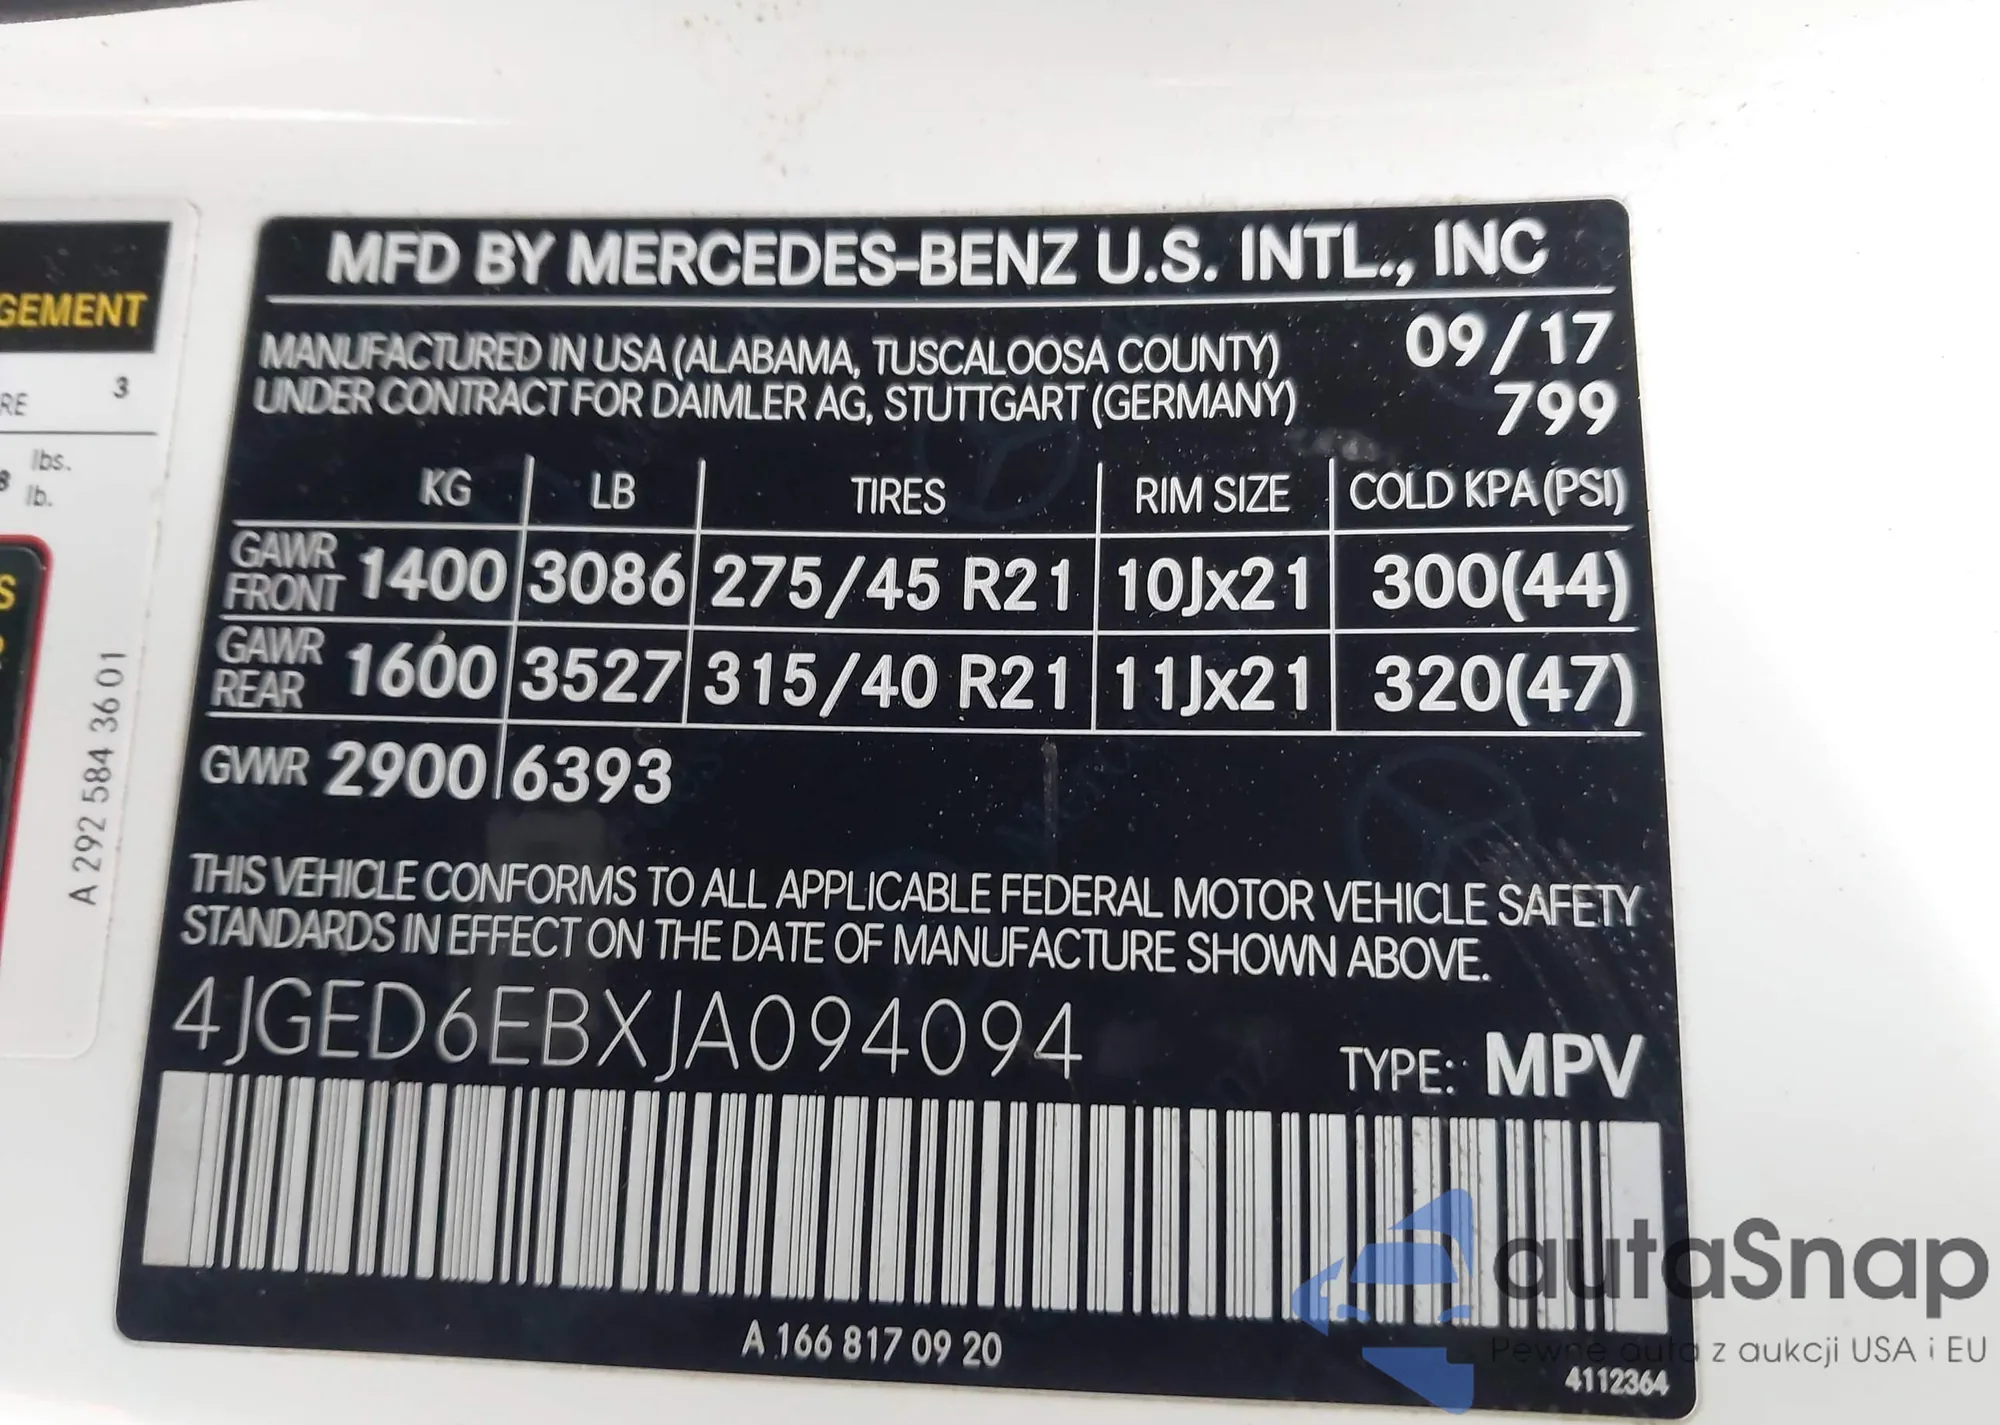 GEMENT
RE 3
8 lbs.
lb.
S
A 292 584 36 01
MFD BY MERCEDES-BENZ U.S. INTL., INC
MANUFACTURED IN USA (ALABAMA, TUSCALOOSA COUNTY) 09/17
UNDER CONTRACT FOR DAIMLER AG, STUTTGART (GERMANY) 799
KG LB TIRES RIM SIZE COLD KPA (PSI)
GAWR FRONT 1400 3086 275/45 R21 10Jx21 300(44)
GAWR REAR 1600 3527 315/40 R21 11Jx21 320(47)
GVWR 2900 6393
THIS VEHICLE CONFORMS TO ALL APPLICABLE FEDERAL MOTOR VEHICLE SAFETY
STANDARDS IN EFFECT ON THE DATE OF MANUFACTURE SHOWN ABOVE.
4JGED6EBXJA094094
TYPE: MPV
A 166 817 09 20
4112364
autaSnap
Pewne auta z aukcji USA i EU